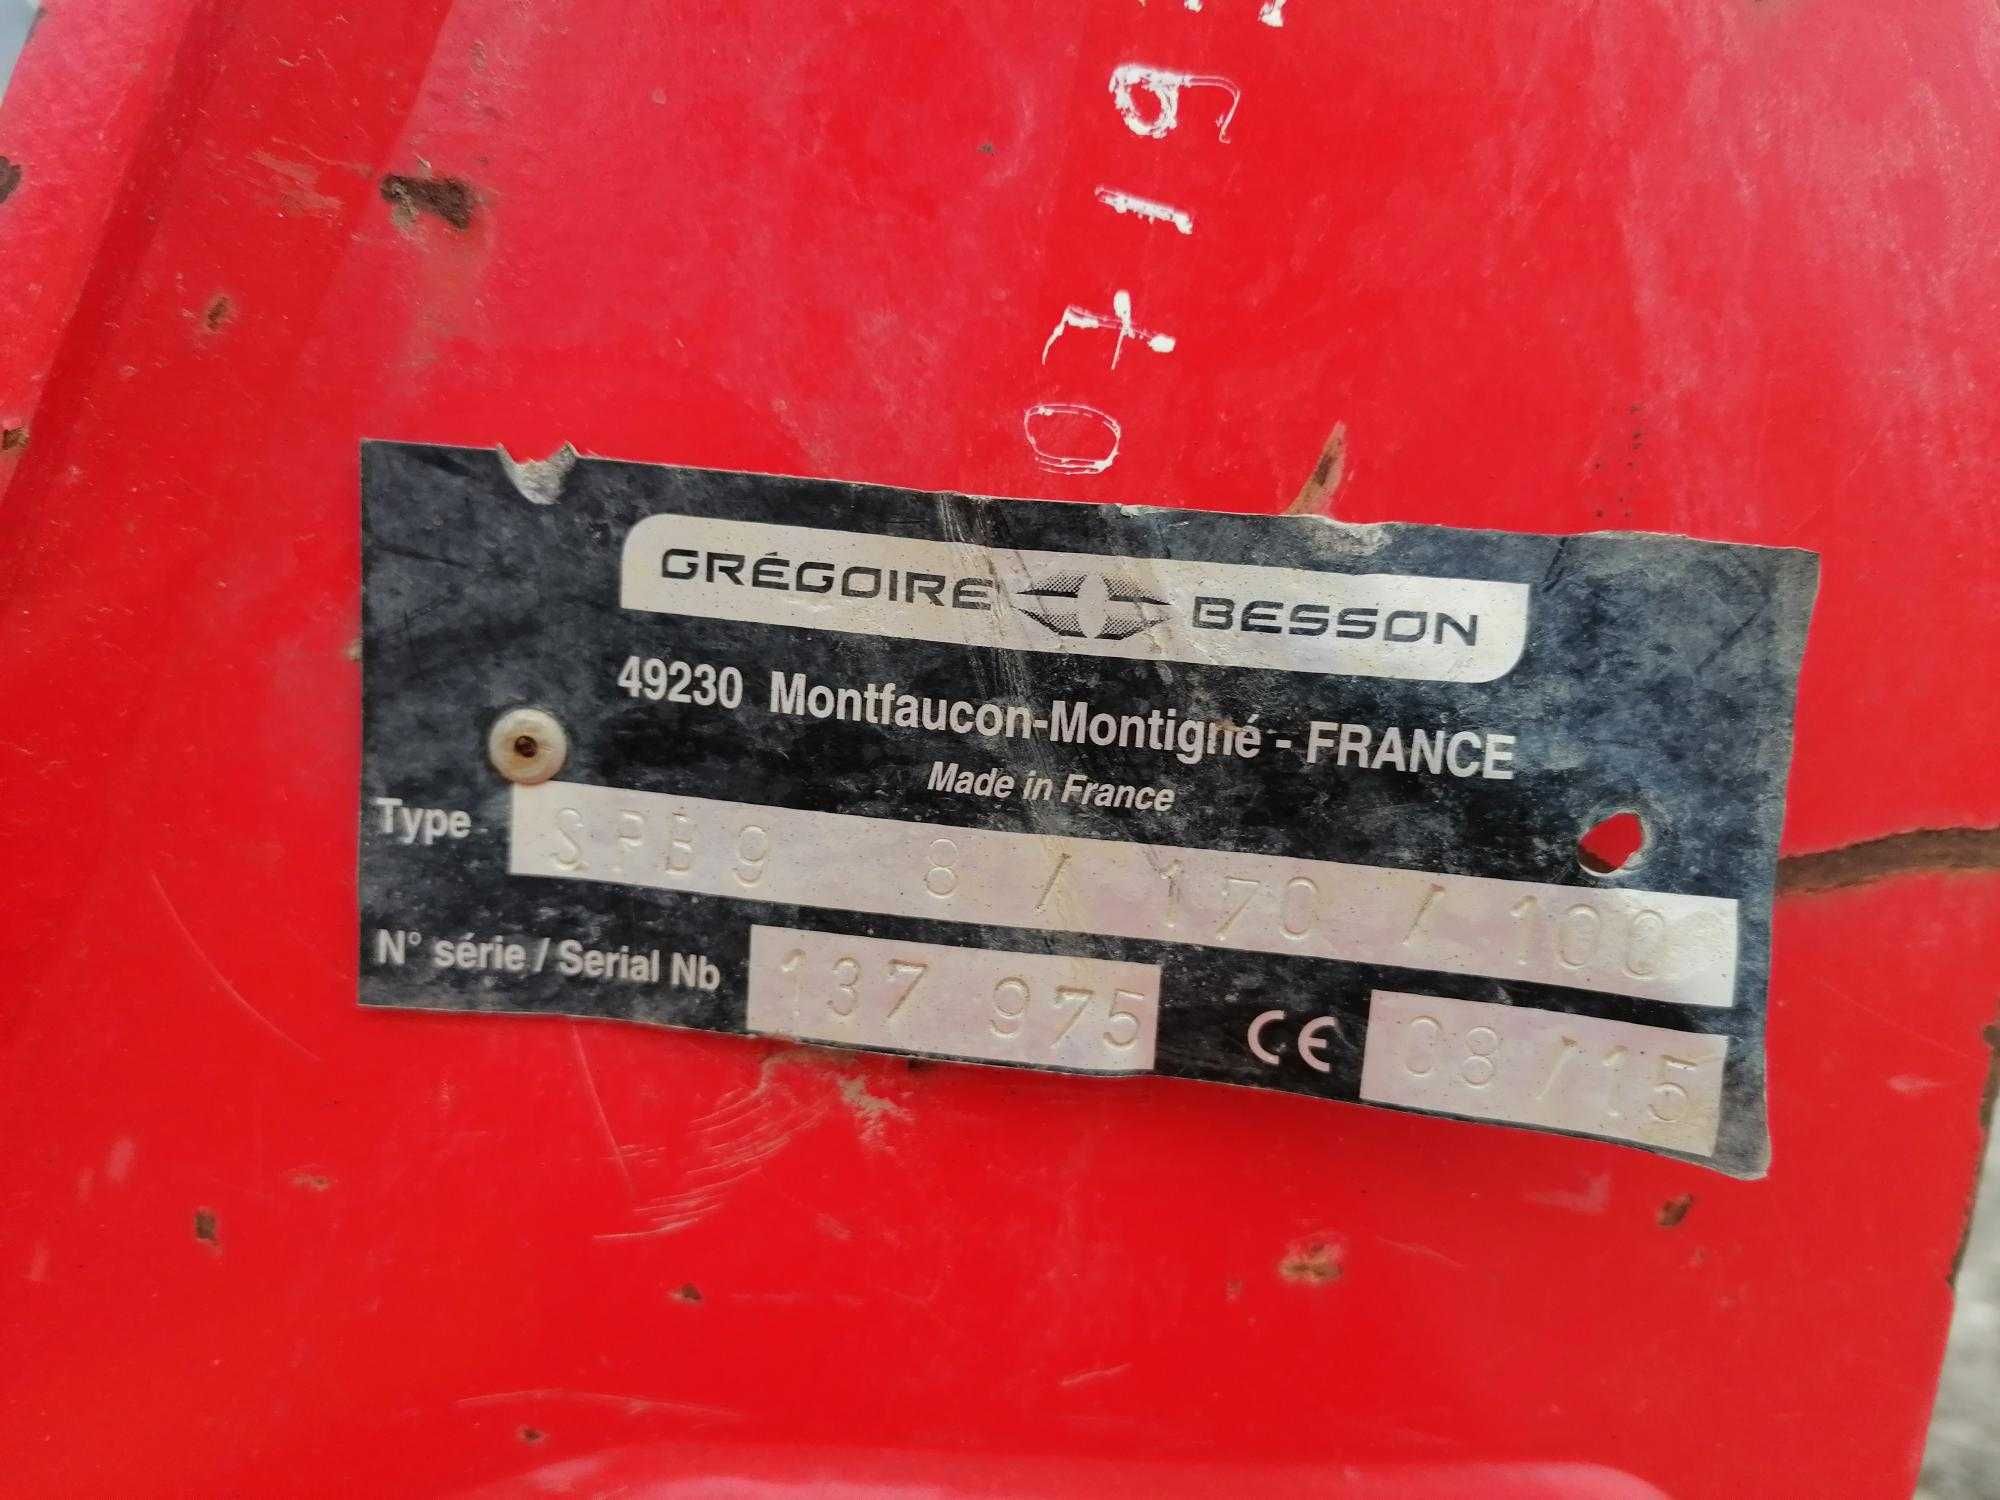 GRÉGOIRE BESSON
49230 Montfaucon-Montigné - FRANCE
Made in France
Type SPB9 8 / 170 / 100
N° série / Serial Nb 137 975 CE 08 /15